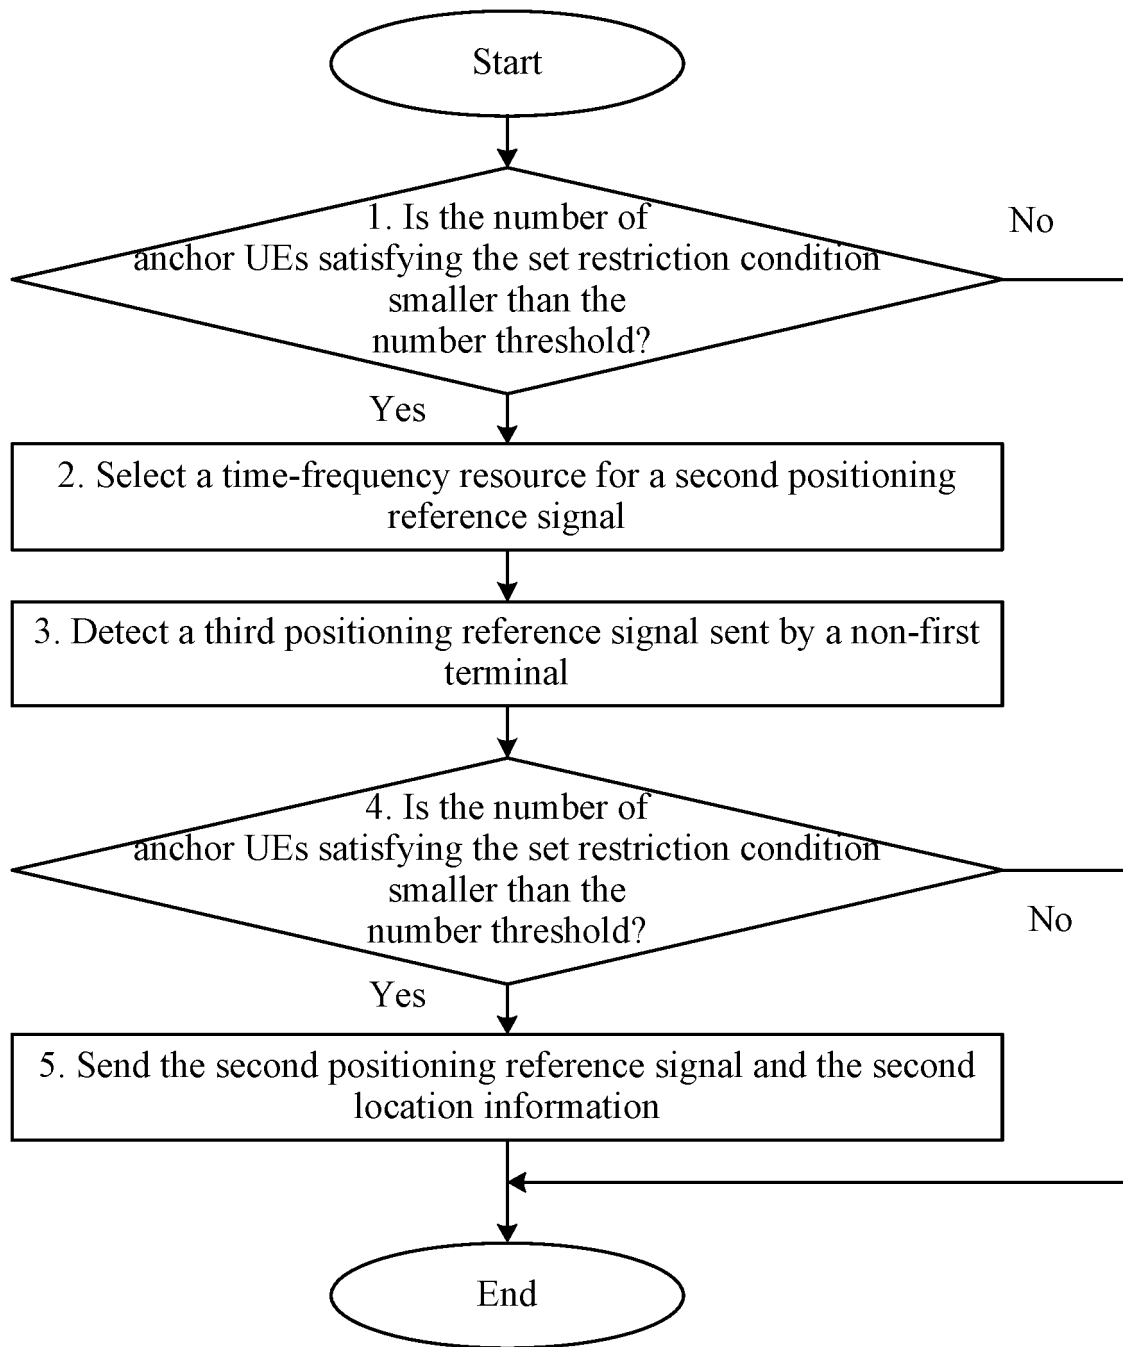 Start
1. Is the number of
anchor UEs satisfying the set restriction condition
smaller than the
number threshold?
No
Yes
2. Select a time-frequency resource for a second positioning
reference signal
3. Detect a third positioning reference signal sent by a non-first
terminal
4. Is the number of
anchor UEs satisfying the set restriction condition
smaller than the
number threshold?
No
Yes
5. Send the second positioning reference signal and the second
location information
End